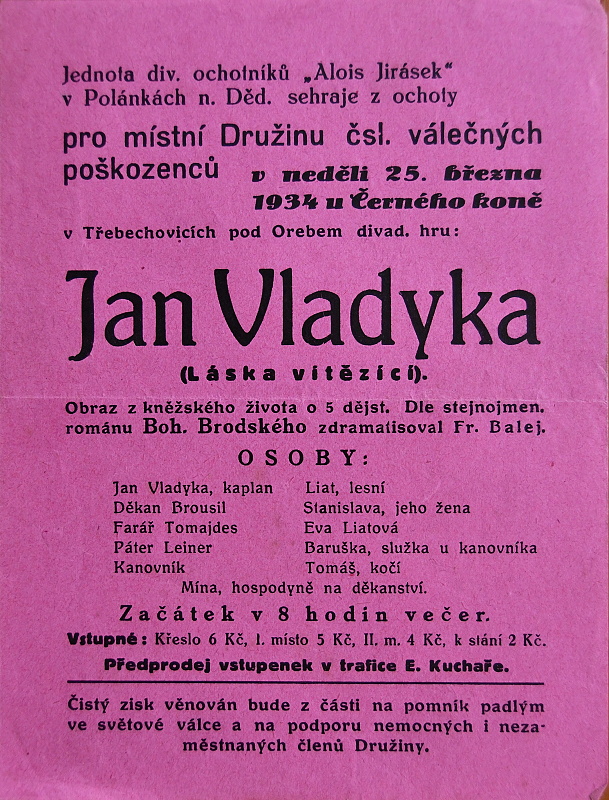 Jednota div. ochotníků „Alois Jirásek“
v Polánkách n. Děd. sehraje z ochoty
pro místní Družinu čsl. válečných
poškozenců v neděli 25. března
1934 u Černého koně
v Třebechovicích pod Orebem divad. hru:
Jan Vladyka
(Láska vítězící).
Obraz z kněžského života o 5 dějst. Dle stejnojmen.
románu Boh. Brodského zdramatisoval Fr. Balej.
OSOBY:
Jan Vladyka, kaplan Liat, lesní
Děkan Brousil Stanislava, jeho žena
Farář Tomajdes Eva Liatová
Páter Leiner Baruška, služka u kanovníka
Kanovník Tomáš, kočí
Mína, hospodyně na děkanství.
Začátek v 8 hodin večer.
Vstupné: Křeslo 6 Kč, I. místo 5 Kč, II. m. 4 Kč, k stání 2 Kč.
Předprodej vstupenek v trafice E. Kuchaře.
Čistý zisk věnován bude z části na pomník padlým
ve světové válce a na podporu nemocných i neza-
městnaných členů Družiny.